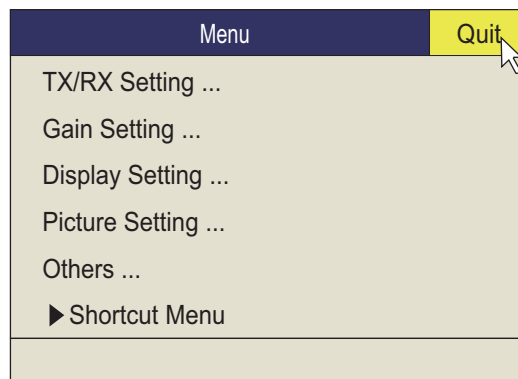 Menu Quit
TX/RX Setting ...
Gain Setting ...
Display Setting ...
Picture Setting ...
Others ...
▶Shortcut Menu